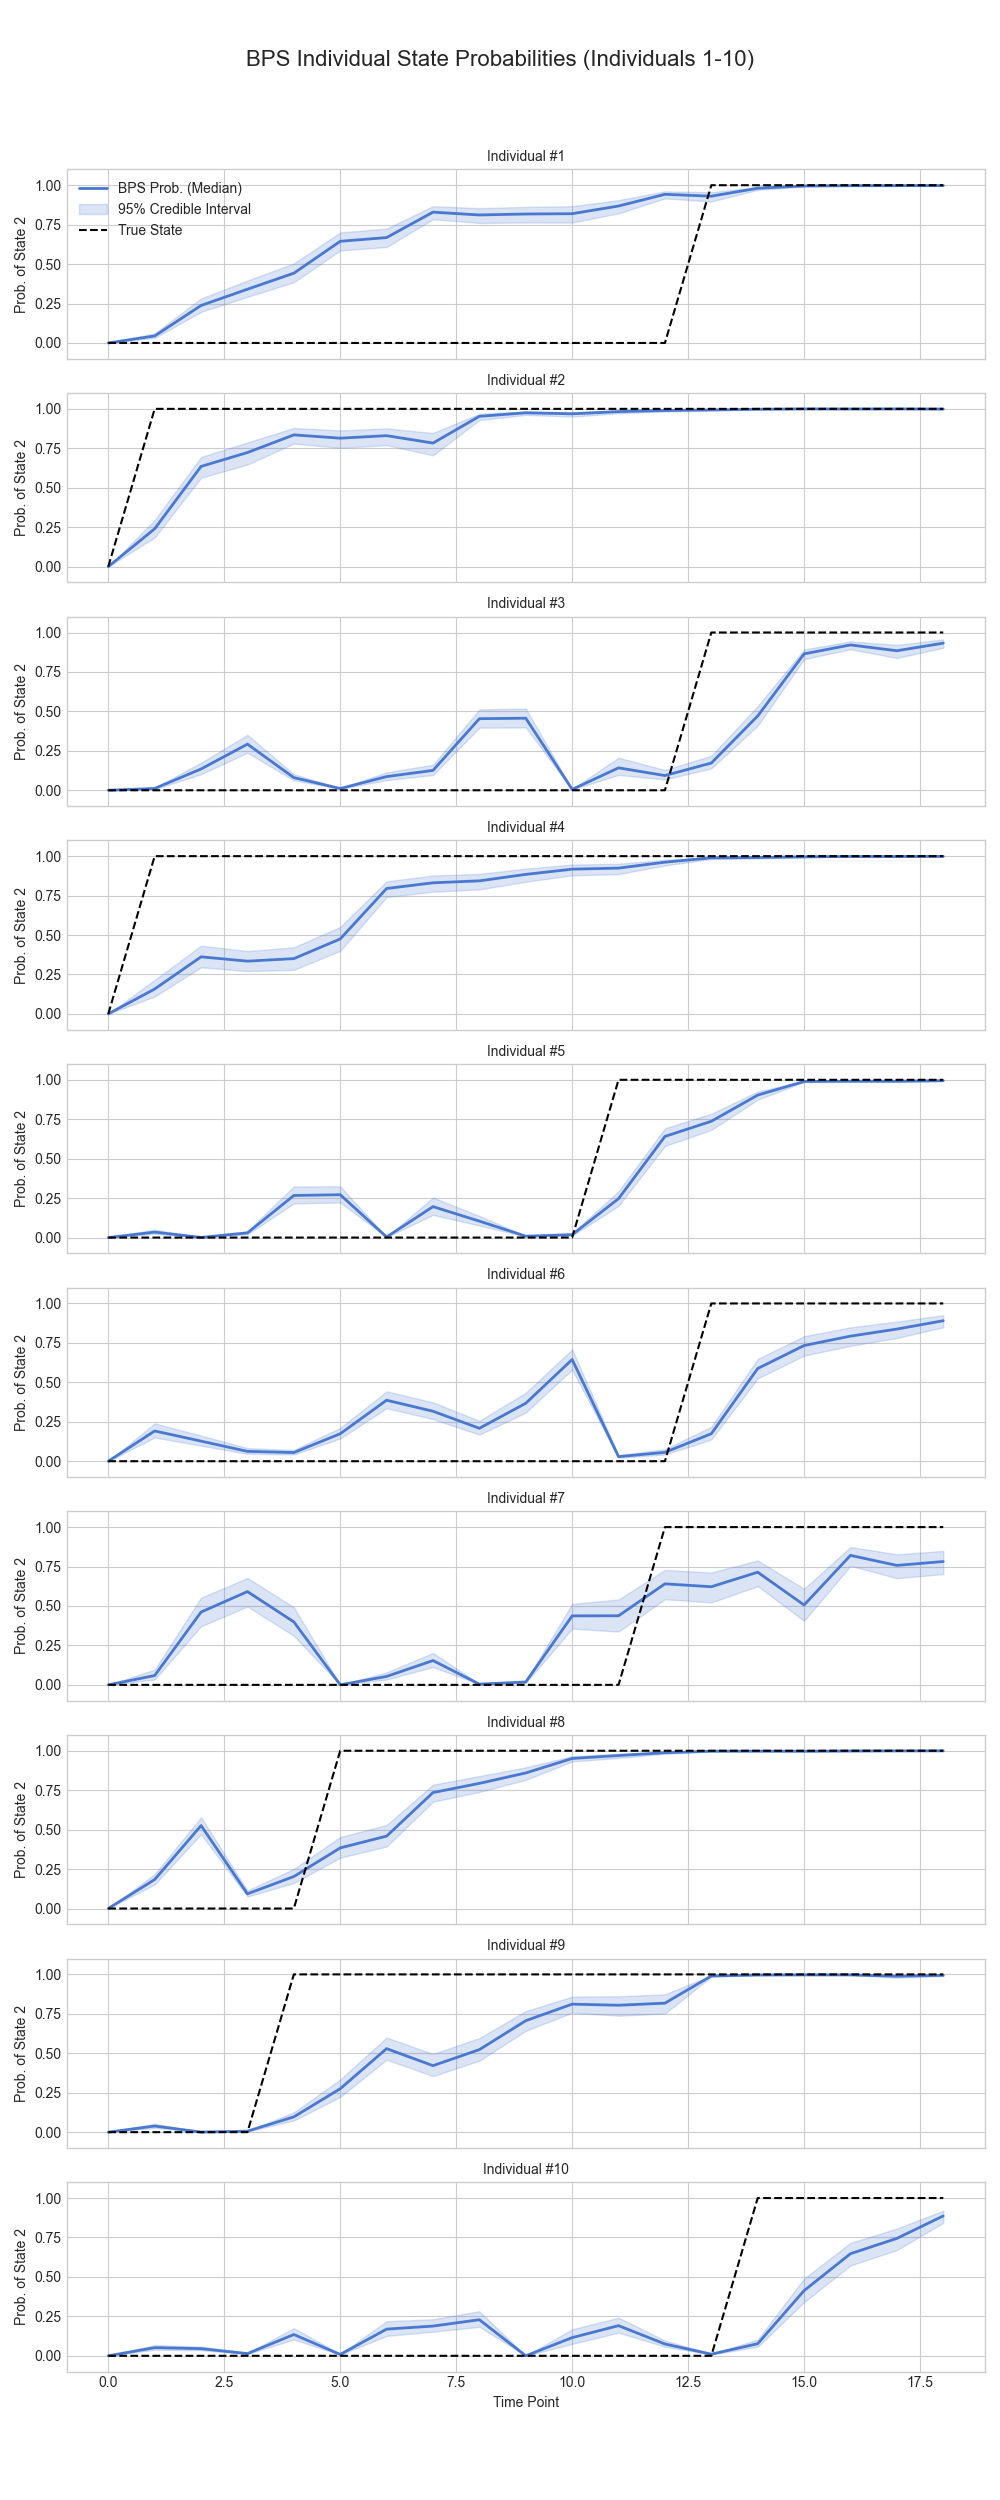 BPS Individual State Probabilities (Individuals 1-10)
Individual #1
1.00
0.75
0.50
0.25
0.00
Prob. of State 2
BPS Prob. (Median)
95% Credible Interval
True State
Individual #2
1.00
0.75
0.50
0.25
0.00
Prob. of State 2
Individual #3
1.00
0.75
0.50
0.25
0.00
Prob. of State 2
Individual #4
1.00
0.75
0.50
0.25
0.00
Prob. of State 2
Individual #5
1.00
0.75
0.50
0.25
0.00
Prob. of State 2
Individual #6
1.00
0.75
0.50
0.25
0.00
Prob. of State 2
Individual #7
1.00
0.75
0.50
0.25
0.00
Prob. of State 2
Individual #8
1.00
0.75
0.50
0.25
0.00
Prob. of State 2
Individual #9
1.00
0.75
0.50
0.25
0.00
Prob. of State 2
Individual #10
1.00
0.75
0.50
0.25
0.00
Prob. of State 2
0.0 2.5 5.0 7.5 10.0 12.5 15.0 17.5
Time Point